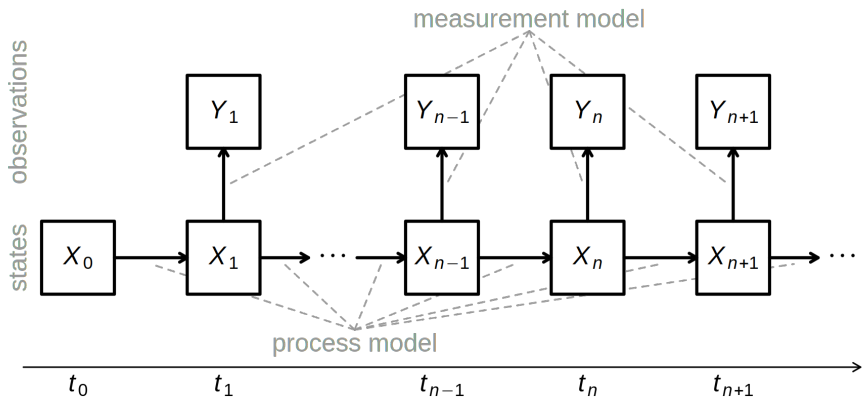 measurement model
observations
Y1 Yn−1 Yn Yn+1
states
X0 X1 ··· Xn−1 Xn Xn+1 ···
process model
t0 t1 tn−1 tn tn+1